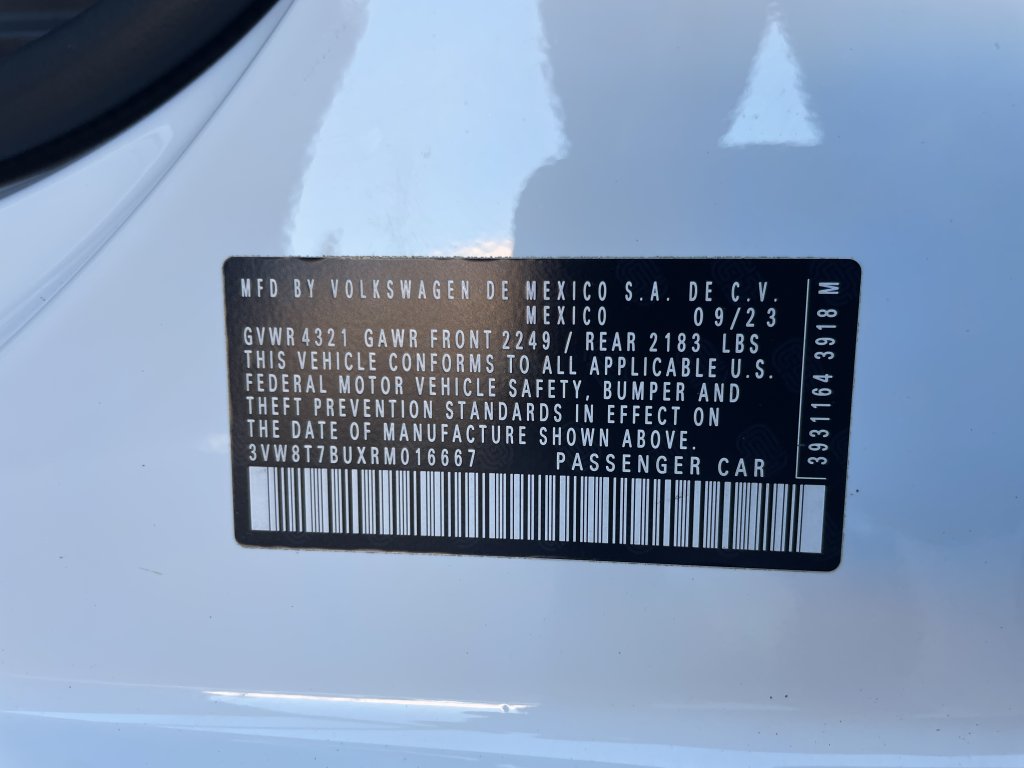 MFD BY VOLKSWAGEN DE MEXICO S.A. DE C.V.
MEXICO 09/23
GVWR 4321 GAWR FRONT 2249 / REAR 2183 LBS
THIS VEHICLE CONFORMS TO ALL APPLICABLE U.S.
FEDERAL MOTOR VEHICLE SAFETY, BUMPER AND
THEFT PREVENTION STANDARDS IN EFFECT ON
THE DATE OF MANUFACTURE SHOWN ABOVE.
3VW8T7BUXRM016667 PASSENGER CAR
3931164 3918 M